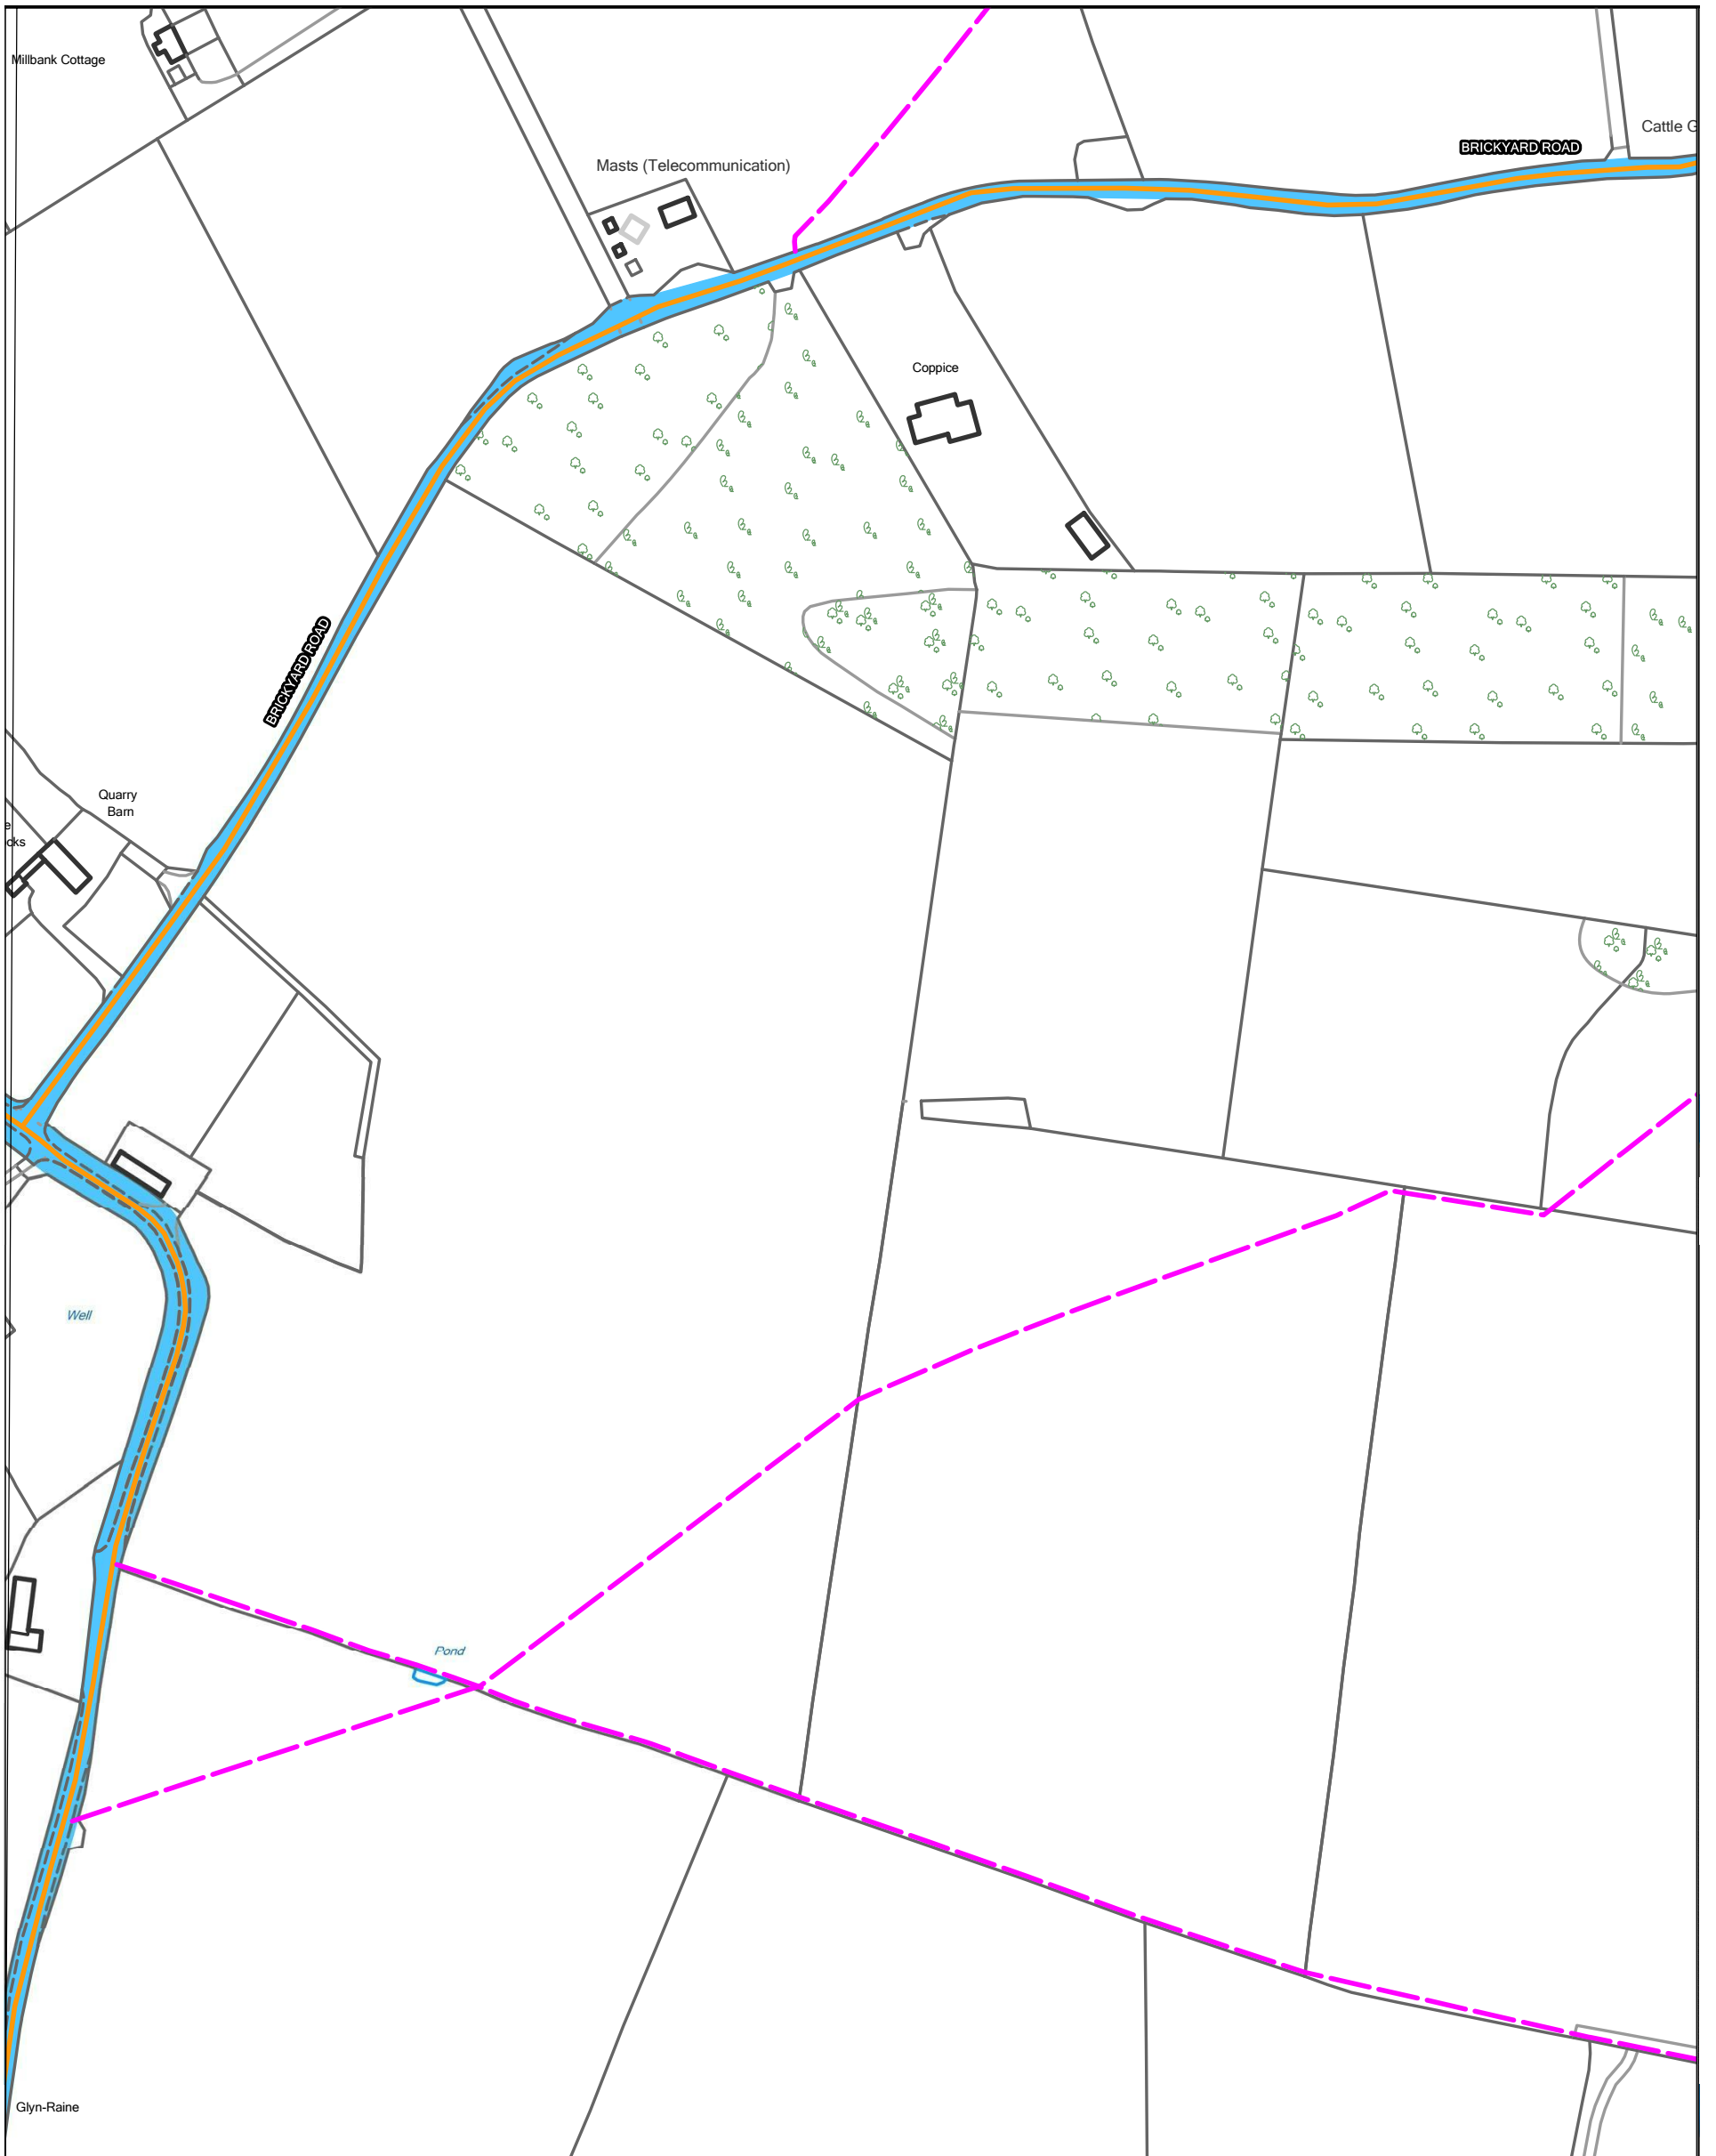 Millbank Cottage
Masts (Telecommunication)
BRICKYARD ROAD
Cattle G
Coppice
BRICKYARD ROAD
Quarry
Barn
e
cks
Well
Pond
Glyn-Raine